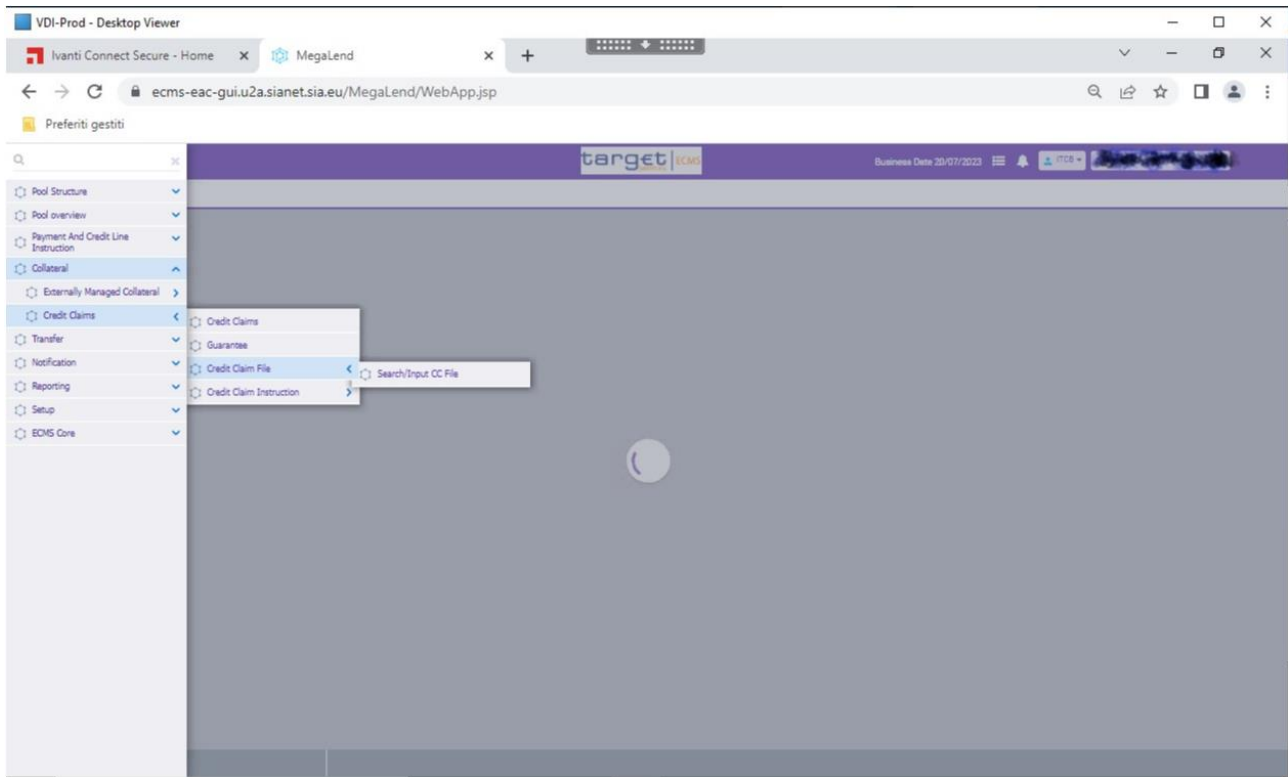 VDI-Prod - Desktop Viewer
Ivanti Connect Secure - Home
MegaLend
ecms-eac-gui.u2a.sianet.sia.eu/MegaLend/WebApp.jsp
Preferiti gestiti
target | ECMS
Business Date 20/07/2023
ITCB
Pool Structure
Pool overview
Payment And Credit Line
Instruction
Collateral
Externally Managed Collateral
Credit Claims
Transfer
Notification
Reporting
Setup
ECMS Core
Credit Claims
Guarantee
Credit Claim File
Credit Claim Instruction
Search/Input CC File